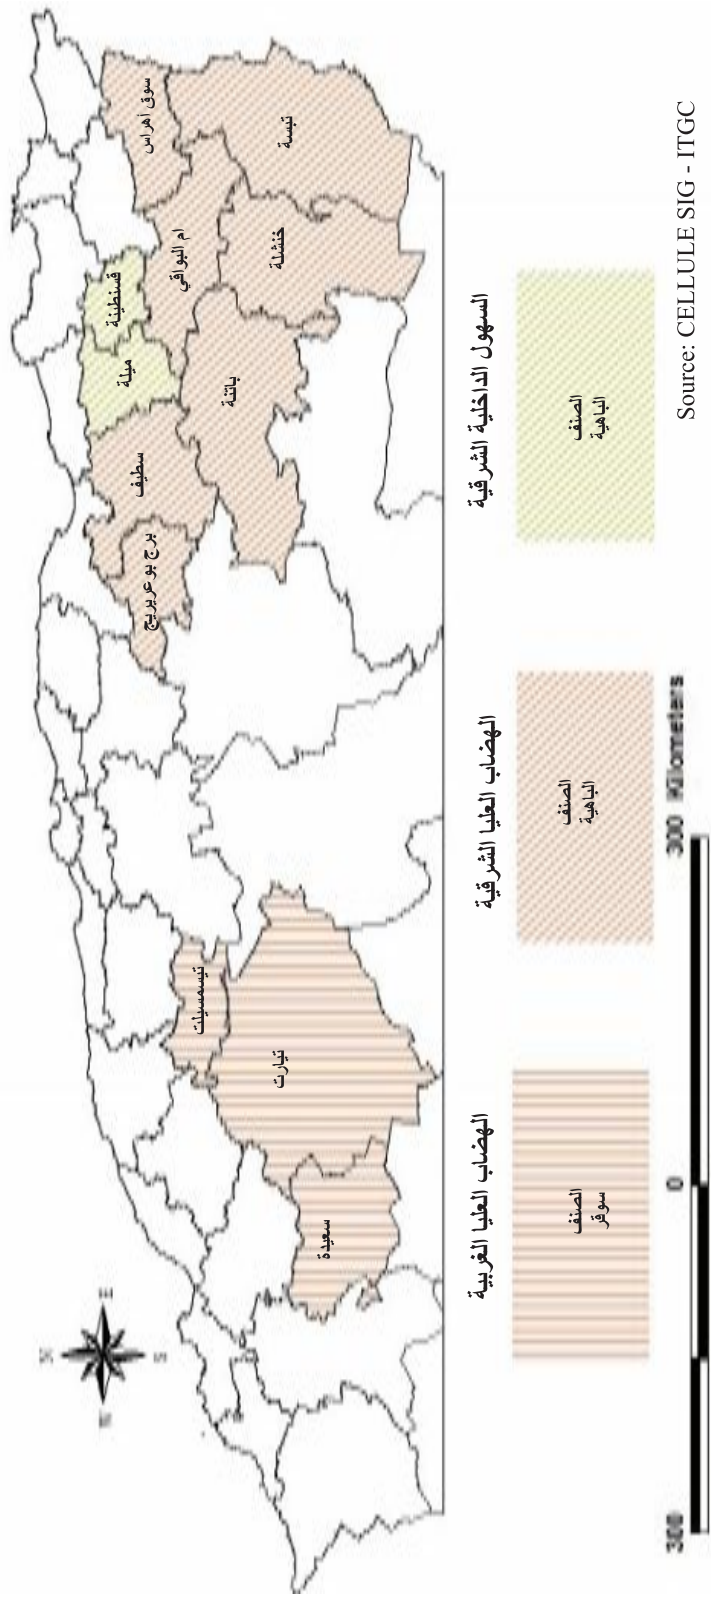 سوق أهراس
تبسة
ام البواقي
خنشلة
قسنطينة
ميلة
باتنة
سطيف
برج بوعريريج
تيسمسيلت
تيارت
سعيدة
N
E
S
W
السهول الداخلية الشرقية
الصنف
الباهية
الهضاب العليا الشرقية
الصنف
الباهية
الهضاب العليا الغربية
الصنف
سوقر
300 0 300 Kilometers
Source: CELLULE SIG - ITGC